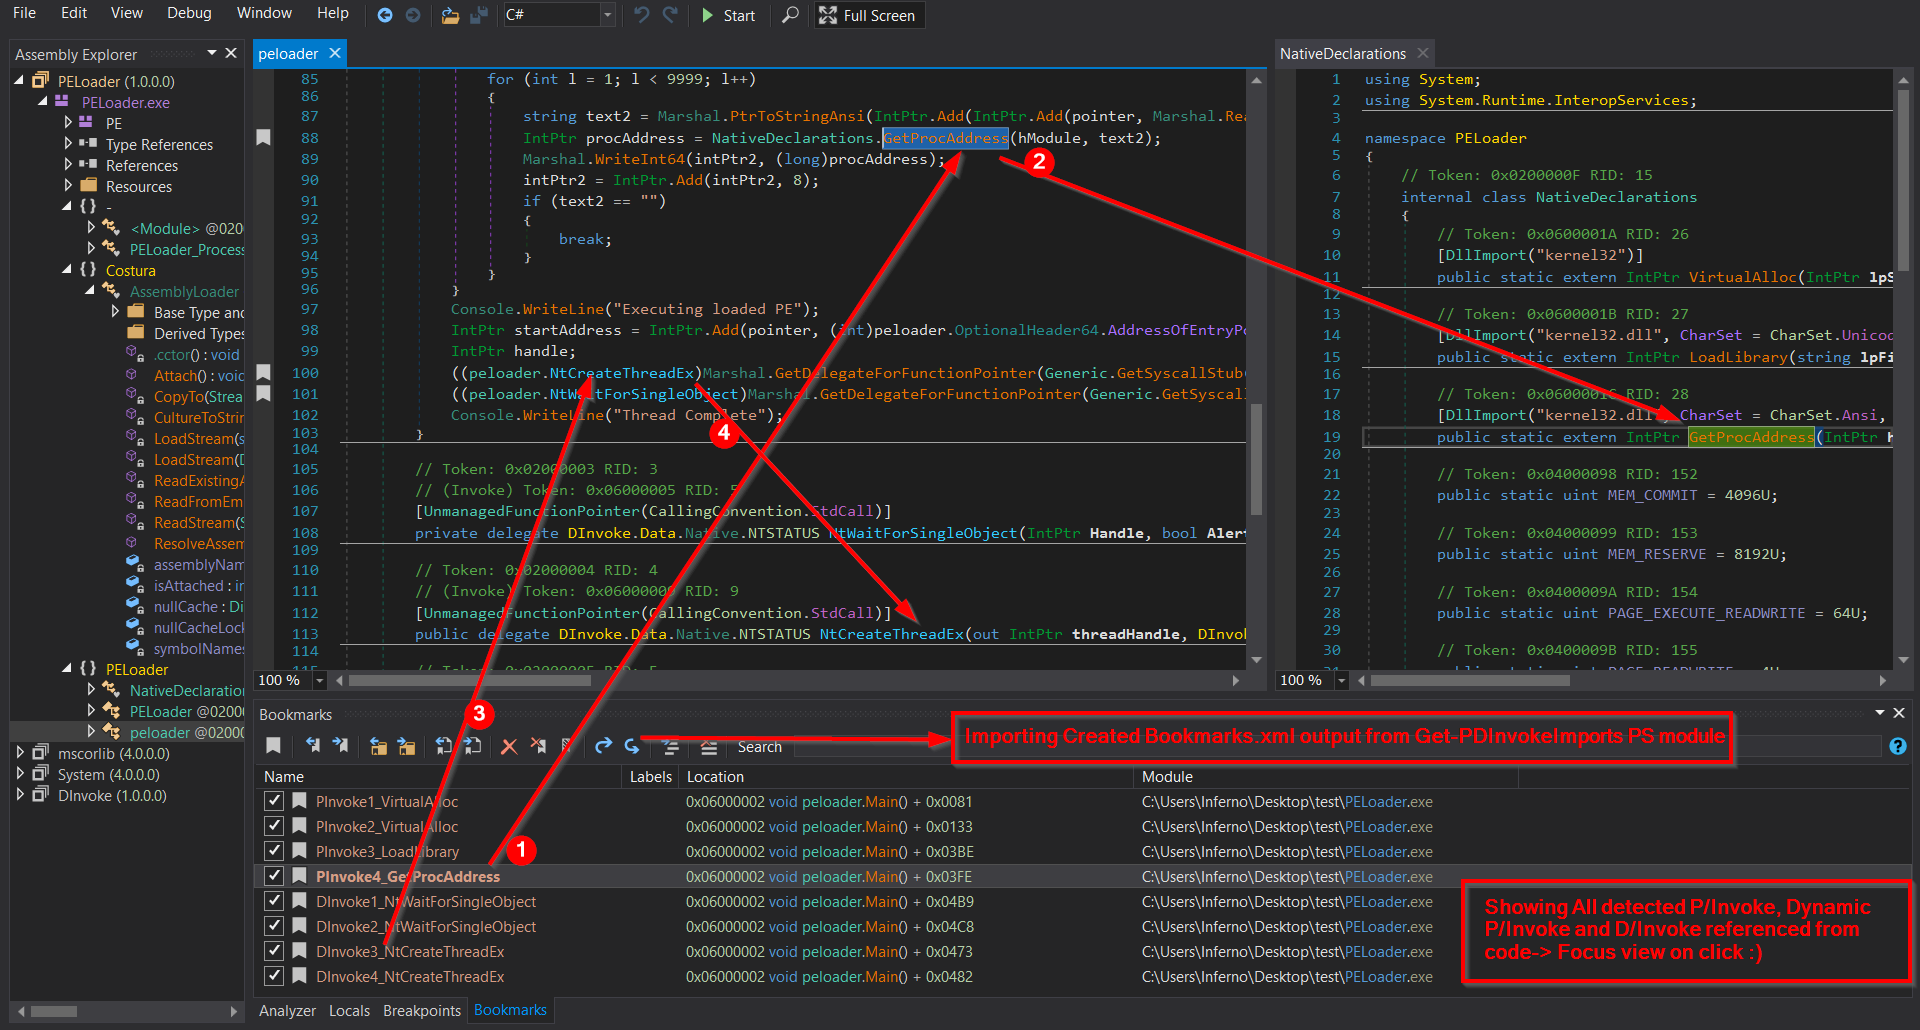 File Edit View Debug Window Help C# Start Full Screen
Assembly Explorer
PELoader (1.0.0.0)
PELoader.exe
PE
Type References
References
Resources
{ } -
<Module> @020
PELoader_Process
{ } Costura
AssemblyLoader
Base Type and
Derived Types
.cctor() : void
Attach() : void
CopyTo(Strea
CultureToStrin
LoadStream(s
LoadStream(D
ReadExistingA
ReadFromEm
ReadStream(S
ResolveAssem
assemblyNam
isAttached : in
nullCache : Di
nullCacheLock
symbolNames
{ } PELoader
NativeDeclaration
PELoader @0200
peloader @0200
mscorlib (4.0.0.0)
System (4.0.0.0)
DInvoke (1.0.0.0)
peloader
85 for (int l = 1; l < 9999; l++)
86 {
87 string text2 = Marshal.PtrToStringAnsi(IntPtr.Add(IntPtr.Add(pointer, Marshal.Rea
88 IntPtr procAddress = NativeDeclarations.GetProcAddress(hModule, text2);
89 Marshal.WriteInt64(intPtr2, (long)procAddress);
90 intPtr2 = IntPtr.Add(intPtr2, 8);
91 if (text2 == "")
92 {
93 break;
94 }
95 }
96 }
97 Console.WriteLine("Executing loaded PE");
98 IntPtr startAddress = IntPtr.Add(pointer, (int)peloader.OptionalHeader64.AddressOfEntryPo
99 IntPtr handle;
100 ((peloader.NtCreateThreadEx)Marshal.GetDelegateForFunctionPointer(Generic.GetSyscallStub(
101 ((peloader.NtWaitForSingleObject)Marshal.GetDelegateForFunctionPointer(Generic.GetSyscall
102 Console.WriteLine("Thread Complete");
103 }
104
105 // Token: 0x02000003 RID: 3
106 // (Invoke) Token: 0x06000005 RID: 5
107 [UnmanagedFunctionPointer(CallingConvention.StdCall)]
108 private delegate DInvoke.Data.Native.NTSTATUS NtWaitForSingleObject(IntPtr Handle, bool Alert
109
110 // Token: 0x02000004 RID: 4
111 // (Invoke) Token: 0x06000009 RID: 9
112 [UnmanagedFunctionPointer(CallingConvention.StdCall)]
113 public delegate DInvoke.Data.Native.NTSTATUS NtCreateThreadEx(out IntPtr threadHandle, DInvok
114
100 %
NativeDeclarations
1 using System;
2 using System.Runtime.InteropServices;
3
4 namespace PELoader
5 {
6 // Token: 0x0200000F RID: 15
7 internal class NativeDeclarations
8 {
9 // Token: 0x0600001A RID: 26
10 [DllImport("kernel32")]
11 public static extern IntPtr VirtualAlloc(IntPtr lpS
12
13 // Token: 0x0600001B RID: 27
14 [DllImport("kernel32.dll", CharSet = CharSet.Unicod
15 public static extern IntPtr LoadLibrary(string lpFi
16
17 // Token: 0x0600001C RID: 28
18 [DllImport("kernel32.dll", CharSet = CharSet.Ansi,
19 public static extern IntPtr GetProcAddress(IntPtr h
20
21 // Token: 0x04000098 RID: 152
22 public static uint MEM_COMMIT = 4096U;
23
24 // Token: 0x04000099 RID: 153
25 public static uint MEM_RESERVE = 8192U;
26
27 // Token: 0x0400009A RID: 154
28 public static uint PAGE_EXECUTE_READWRITE = 64U;
29
30 // Token: 0x0400009B RID: 155
100 %
2
4
3
1
Bookmarks
Search
Importing Created Bookmarks.xml output from Get-PDInvokeImports PS module
Name Labels Location Module
PInvoke1_VirtualAlloc 0x06000002 void peloader.Main() + 0x0081 C:\Users\Inferno\Desktop\test\PELoader.exe
PInvoke2_VirtualAlloc 0x06000002 void peloader.Main() + 0x0133 C:\Users\Inferno\Desktop\test\PELoader.exe
PInvoke3_LoadLibrary 0x06000002 void peloader.Main() + 0x03BE C:\Users\Inferno\Desktop\test\PELoader.exe
PInvoke4_GetProcAddress 0x06000002 void peloader.Main() + 0x03FE C:\Users\Inferno\Desktop\test\PELoader.exe
DInvoke1_NtWaitForSingleObject 0x06000002 void peloader.Main() + 0x04B9 C:\Users\Inferno\Desktop\test\PELoader.exe
DInvoke2_NtWaitForSingleObject 0x06000002 void peloader.Main() + 0x04C8 C:\Users\Inferno\Desktop\test\PELoader.exe
DInvoke3_NtCreateThreadEx 0x06000002 void peloader.Main() + 0x0473 C:\Users\Inferno\Desktop\test\PELoader.exe
DInvoke4_NtCreateThreadEx 0x06000002 void peloader.Main() + 0x0482 C:\Users\Inferno\Desktop\test\PELoader.exe
Showing All detected P/Invoke, Dynamic
P/Invoke and D/Invoke referenced from
code-> Focus view on click :)
Analyzer Locals Breakpoints Bookmarks